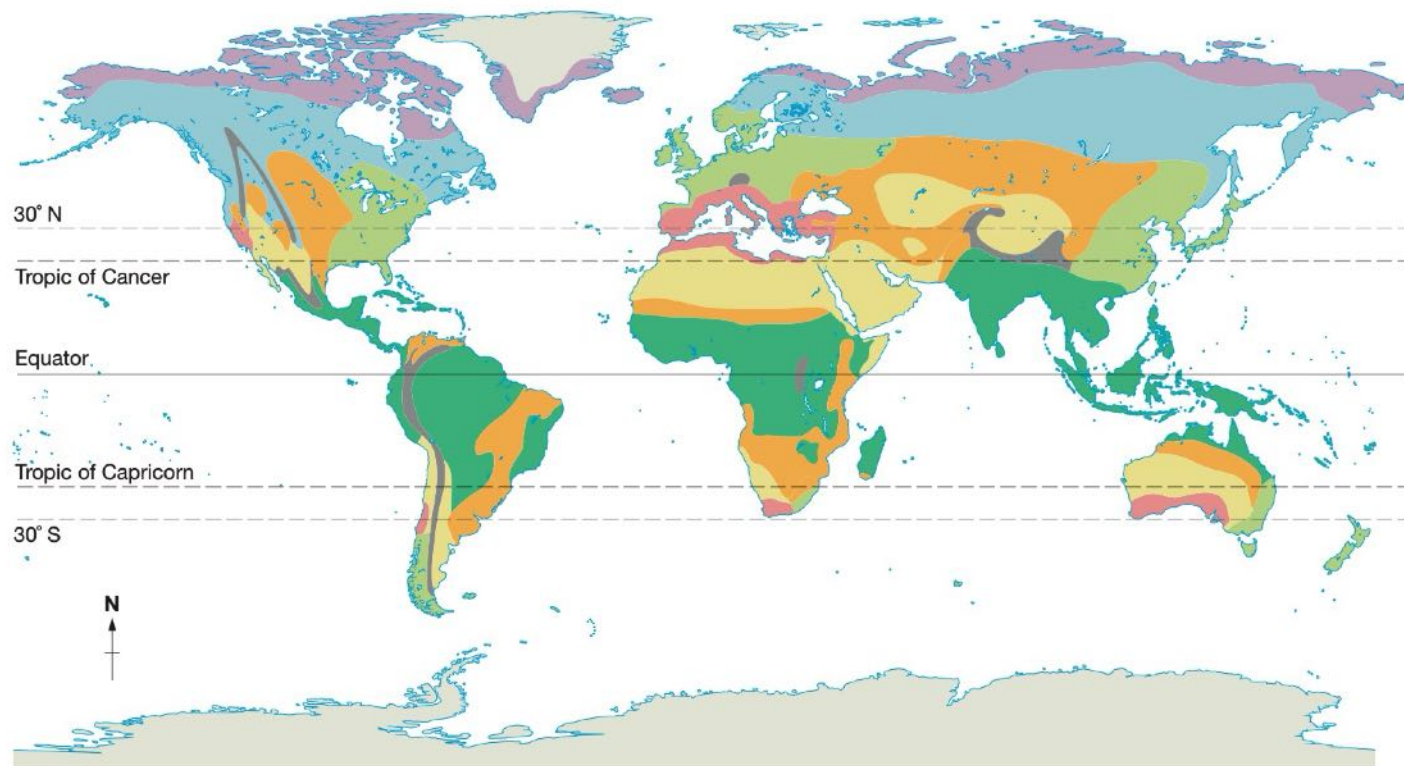 30° N
Tropic of Cancer
Equator
Tropic of Capricorn
30° S
N